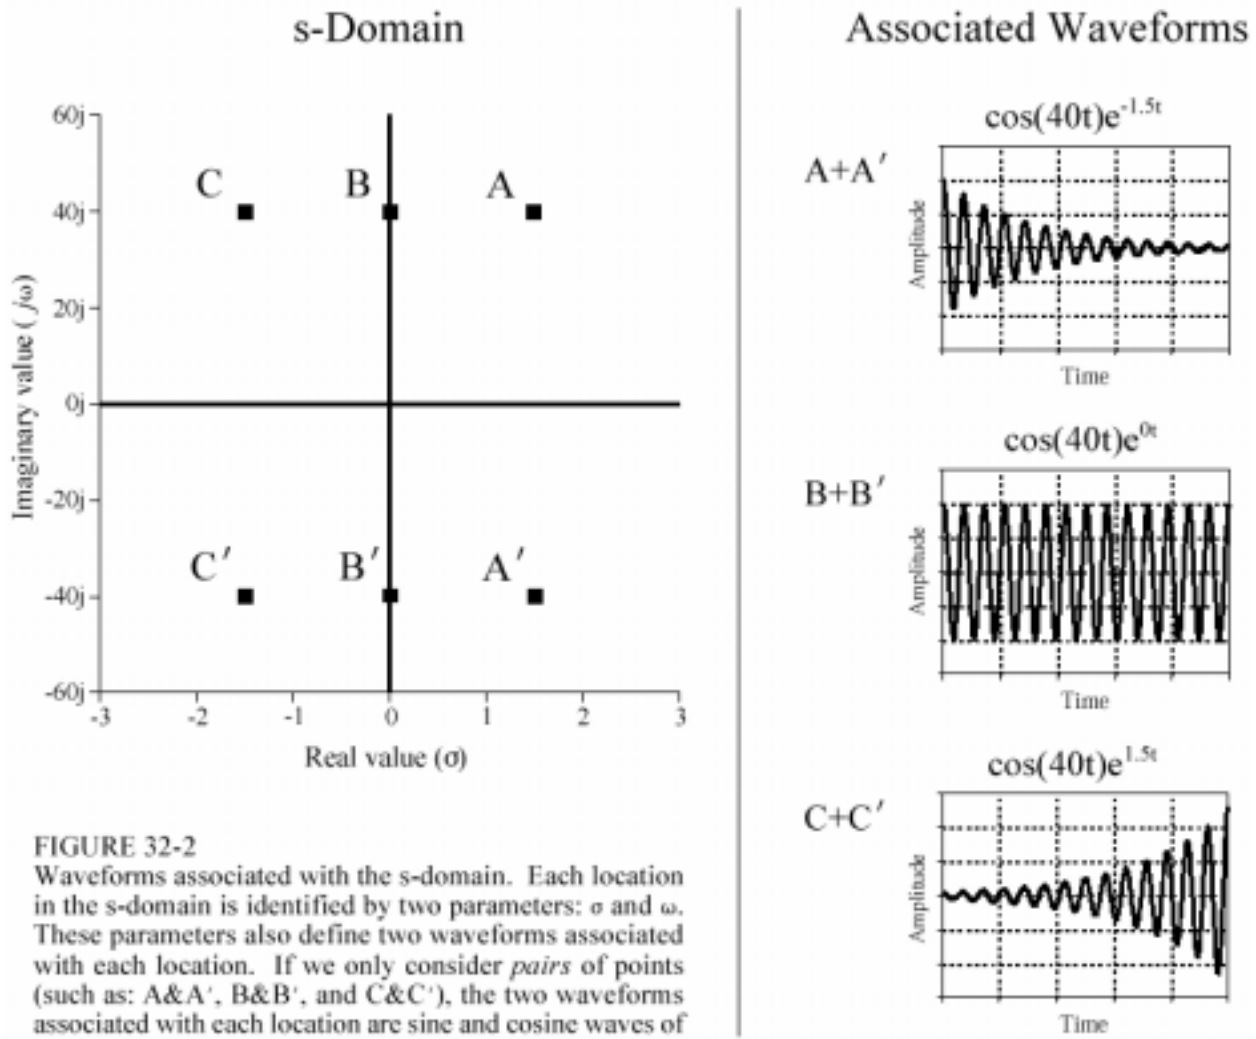 s-Domain
60j
40j
20j
0j
-20j
-40j
-60j
Imaginary value ( jω)
C
B
A
C′
B′
A′
-3
-2
-1
0
1
2
3
Real value (σ)
FIGURE 32-2
Waveforms associated with the s-domain. Each location
in the s-domain is identified by two parameters: σ and ω.
These parameters also define two waveforms associated
with each location. If we only consider pairs of points
(such as: A&A', B&B', and C&C'), the two waveforms
associated with each location are sine and cosine waves of
Associated Waveforms
cos(40t)e^-1.5t
A+A′
Amplitude
Time
cos(40t)e^0t
B+B′
Amplitude
Time
cos(40t)e^1.5t
C+C′
Amplitude
Time